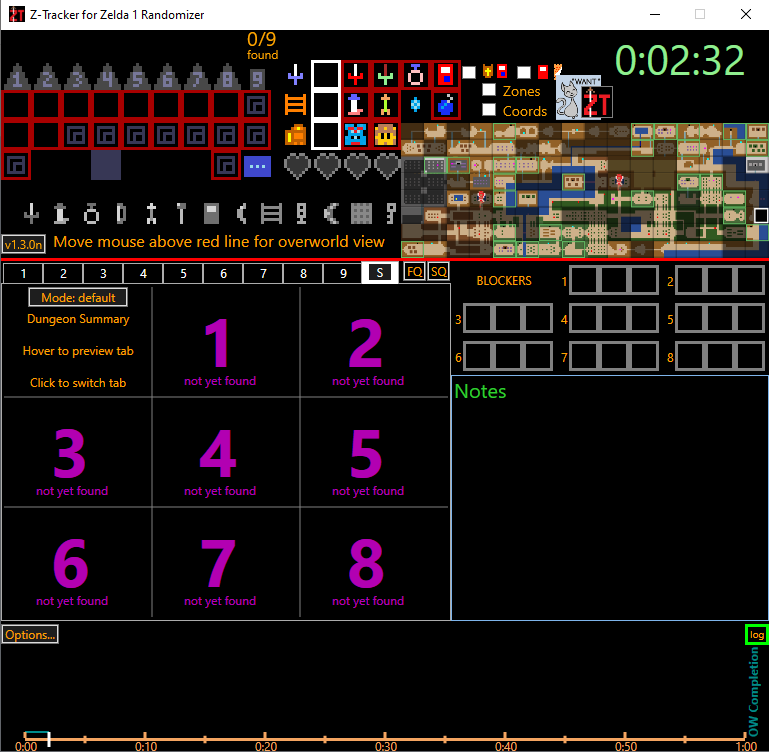 Z-Tracker for Zelda 1 Randomizer
0/9
found
0:02:32
1 2 3 4 5 6 7 8 9
"WANT"
ZT
Zones
Coords
...
v1.3.0n
Move mouse above red line for overworld view
1 2 3 4 5 6 7 8 9 S FQ SQ
Mode: default
Dungeon Summary
Hover to preview tab
Click to switch tab
1
not yet found
2
not yet found
3
not yet found
4
not yet found
5
not yet found
6
not yet found
7
not yet found
8
not yet found
BLOCKERS 1 2
3 4 5
6 7 8
Notes
Options...
log
OW Completion
0:00 0:10 0:20 0:30 0:40 0:50 1:00